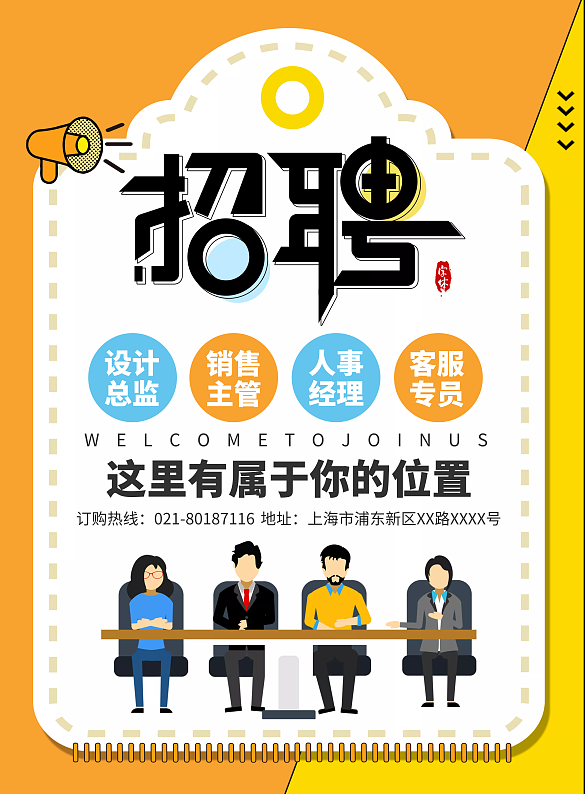 招聘
设计总监
销售主管
人事经理
客服专员
WELCOMETOJOINUS
这里有属于你的位置
订购热线：021-80187116 地址：上海市浦东新区XX路XXXX号